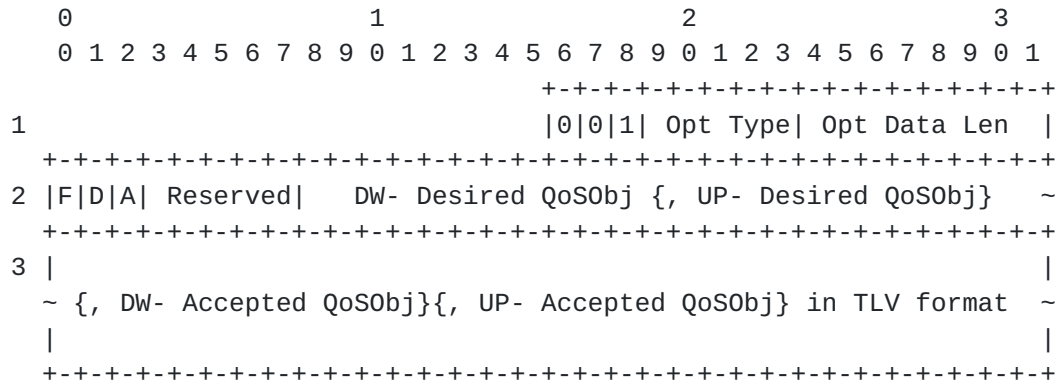 0                   1                   2                   3
    0 1 2 3 4 5 6 7 8 9 0 1 2 3 4 5 6 7 8 9 0 1 2 3 4 5 6 7 8 9 0 1
                                   +-+-+-+-+-+-+-+-+-+-+-+-+-+-+-+-+
 1                                 |0|0|1| Opt Type| Opt Data Len  |
   +-+-+-+-+-+-+-+-+-+-+-+-+-+-+-+-+-+-+-+-+-+-+-+-+-+-+-+-+-+-+-+-+
 2 |F|D|A| Reserved|   DW- Desired QoSObj {, UP- Desired QoSObj}   ~
   +-+-+-+-+-+-+-+-+-+-+-+-+-+-+-+-+-+-+-+-+-+-+-+-+-+-+-+-+-+-+-+-+
 3 |                                                               |
   ~ {, DW- Accepted QoSObj}{, UP- Accepted QoSObj} in TLV format  ~
   |                                                               |
   +-+-+-+-+-+-+-+-+-+-+-+-+-+-+-+-+-+-+-+-+-+-+-+-+-+-+-+-+-+-+-+-+